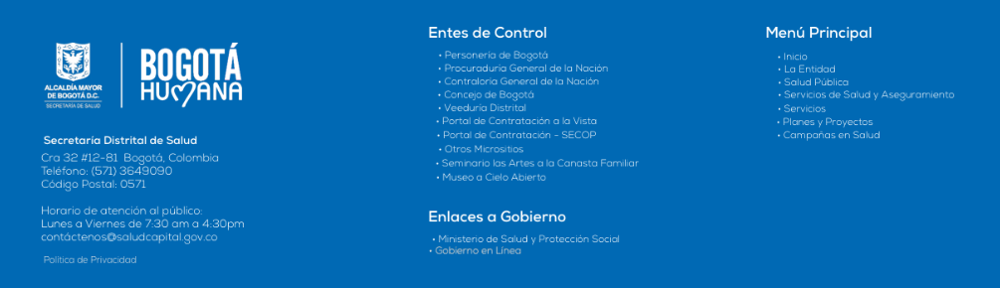 ALCALDÍA MAYOR
DE BOGOTÁ D.C.
SECRETARÍA DE SALUD
BOGOTÁ
HUMANA
Secretaría Distrital de Salud
Cra 32 #12-81 Bogotá, Colombia
Teléfono: (571) 3649090
Código Postal: 0571
Horario de atención al público:
Lunes a Viernes de 7:30 am a 4:30pm
contáctenos@saludcapital.gov.co
Política de Privacidad
Entes de Control
• Personería de Bogotá
• Procuraduría General de la Nación
• Contraloría General de la Nación
• Concejo de Bogotá
• Veeduría Distrital
• Portal de Contratación a la Vista
• Portal de Contratación - SECOP
• Otros Micrositios
• Seminario las Artes a la Canasta Familiar
• Museo a Cielo Abierto
Enlaces a Gobierno
• Ministerio de Salud y Protección Social
• Gobierno en Línea
Menú Principal
• Inicio
• La Entidad
• Salud Pública
• Servicios de Salud y Aseguramiento
• Servicios
• Planes y Proyectos
• Campañas en Salud